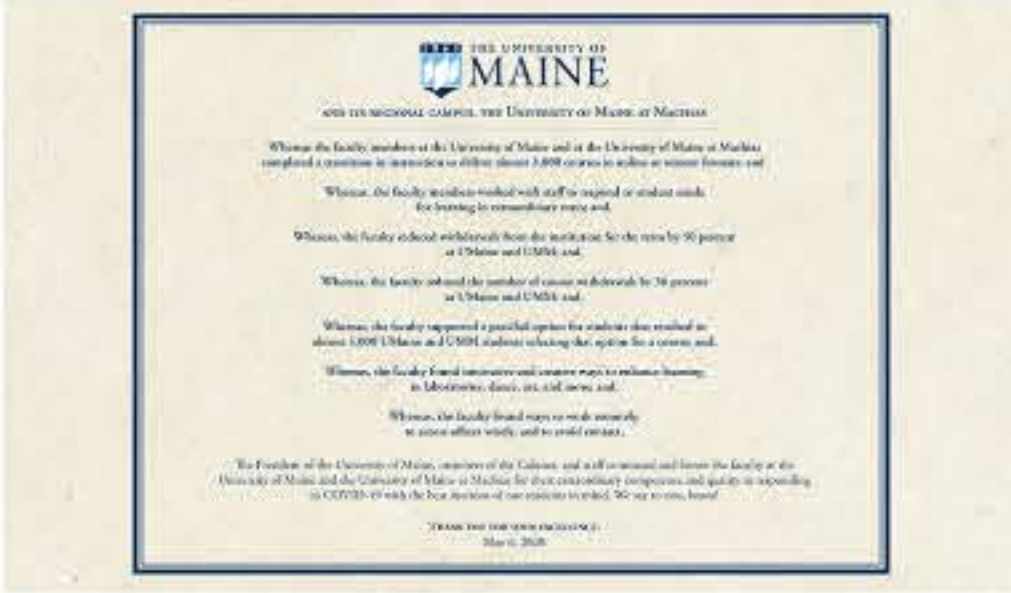 1865
THE UNIVERSITY OF
MAINE
AND ITS REGIONAL CAMPUS, THE UNIVERSITY OF MAINE AT MACHIAS
Whereas the faculty members at the University of Maine and at the University of Maine at Machias
completed a transition in instruction to deliver almost 3,000 courses in online or remote formats; and
Whereas, the faculty members worked with staff to respond to student needs
for learning in extraordinary ways; and,
Whereas, the faculty reduced withdrawals from the institution for the term by 50 percent
at UMaine and UMM; and,
Whereas, the faculty reduced the number of course withdrawals by 36 percent
at UMaine and UMM; and,
Whereas, the faculty supported a pass/fail option for students that resulted in
almost 3,000 UMaine and UMM students selecting that option for a course; and,
Whereas, the faculty found innovative and creative ways to enhance learning
in laboratories, dance, art, and music; and,
Whereas, the faculty found ways to work remotely
to access offices and to avoid contact,
The President of the University of Maine, members of the Cabinet, and staff commend and honor the faculty at the
University of Maine and the University of Maine at Machias for their extraordinary competence and quality in responding
to COVID-19 with the best interests of our students in mind. We say to you, bravo!
THANK YOU FOR YOUR EXCELLENCE.
May 6, 2020